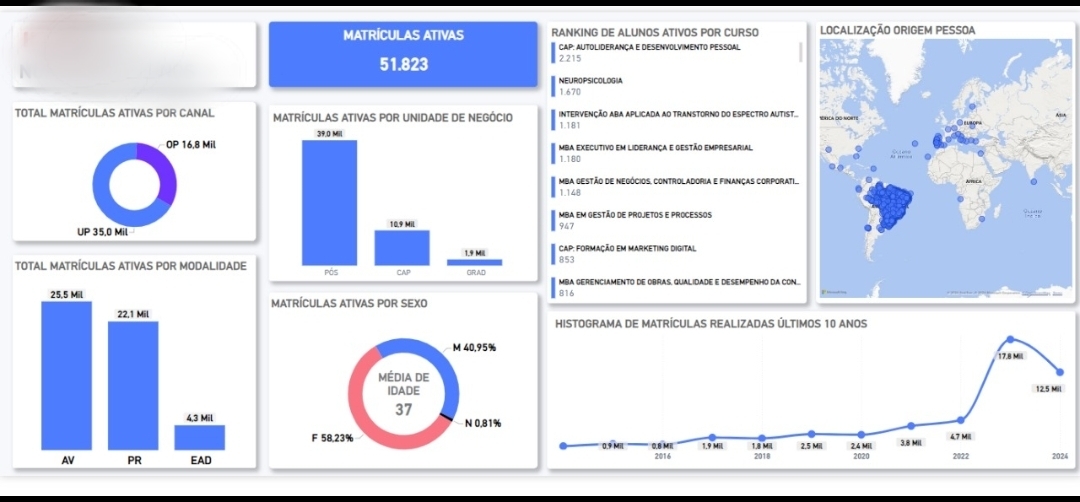 MATRÍCULAS ATIVAS
51.823
TOTAL MATRÍCULAS ATIVAS POR CANAL
OP 16,8 Mil
UP 35,0 Mil
TOTAL MATRÍCULAS ATIVAS POR MODALIDADE
25,5 Mil
22,1 Mil
4,3 Mil
AV
PR
EAD
MATRÍCULAS ATIVAS POR UNIDADE DE NEGÓCIO
39,0 Mil
10,9 Mil
1,9 Mil
PÓS
CAP
GRAD
MATRÍCULAS ATIVAS POR SEXO
M 40,95%
MÉDIA DE
IDADE
37
N 0,81%
F 58,23%
RANKING DE ALUNOS ATIVOS POR CURSO
CAP: AUTOLIDERANÇA E DESENVOLVIMENTO PESSOAL
2.215
NEUROPSICOLOGIA
1.670
INTERVENÇÃO ABA APLICADA AO TRANSTORNO DO ESPECTRO AUTIST...
1.181
MBA EXECUTIVO EM LIDERANÇA E GESTÃO EMPRESARIAL
1.180
MBA GESTÃO DE NEGÓCIOS, CONTROLADORIA E FINANÇAS CORPORATI...
1.148
MBA EM GESTÃO DE PROJETOS E PROCESSOS
947
CAP: FORMAÇÃO EM MARKETING DIGITAL
853
MBA GERENCIAMENTO DE OBRAS, QUALIDADE E DESEMPENHO DA CON...
816
LOCALIZAÇÃO ORIGEM PESSOA
EUROPA
ÁSIA
Oceano
Atlântico
ÁFRICA
HISTOGRAMA DE MATRÍCULAS REALIZADAS ÚLTIMOS 10 ANOS
0,9 Mil
0,8 Mil
1,9 Mil
1,8 Mil
2,5 Mil
2,4 Mil
3,8 Mil
4,7 Mil
17,8 Mil
12,5 Mil
2016
2018
2020
2022
2024